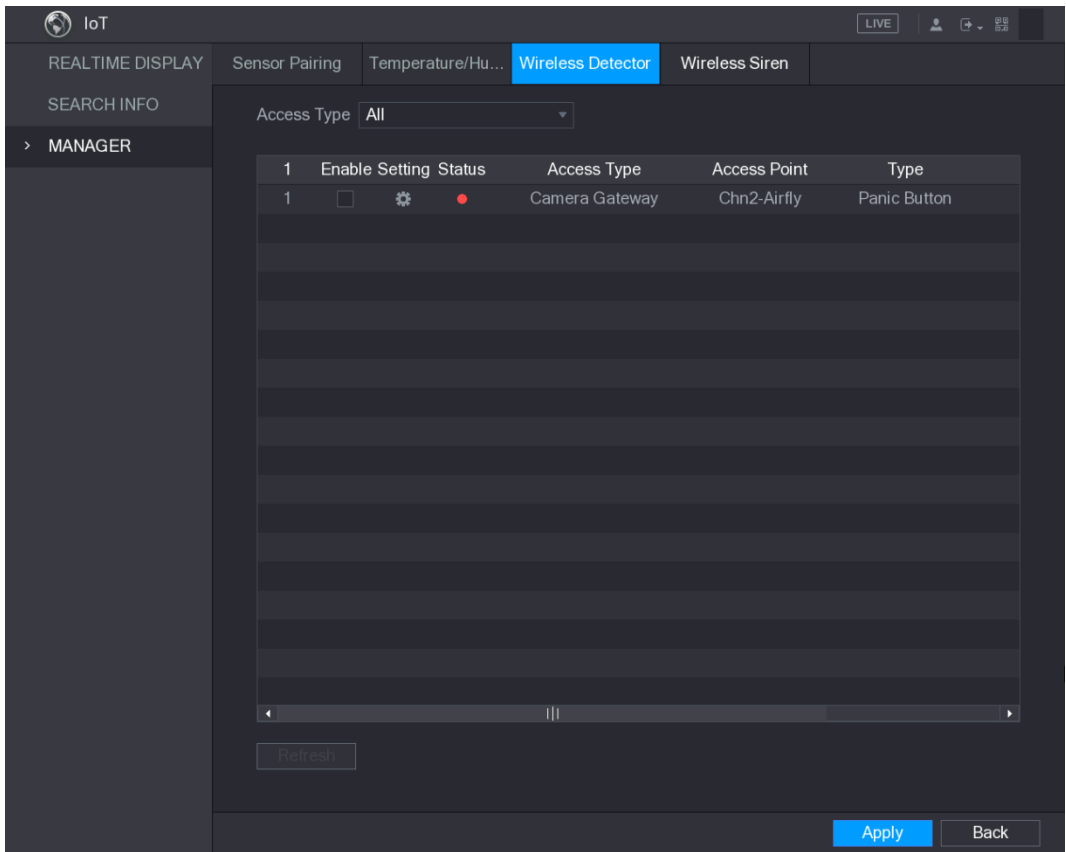 IoT LIVE
REALTIME DISPLAY
SEARCH INFO
MANAGER
Sensor Pairing Temperature/Hu... Wireless Detector Wireless Siren
Access Type All
1 Enable Setting Status Access Type Access Point Type
1 Camera Gateway Chn2-Airfly Panic Button
Refresh
Apply Back